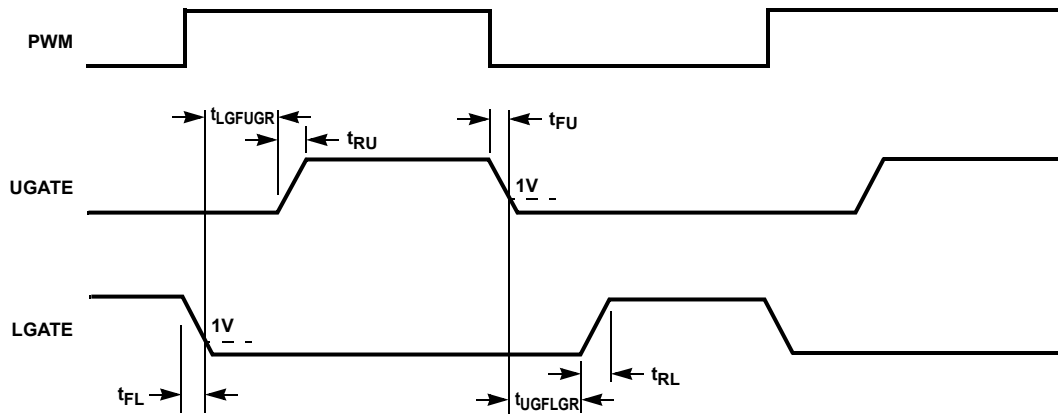 PWM
tLGFUGR
tRU
tFU
UGATE
1V
LGATE
1V
tFL
tRL
tUGFLGR